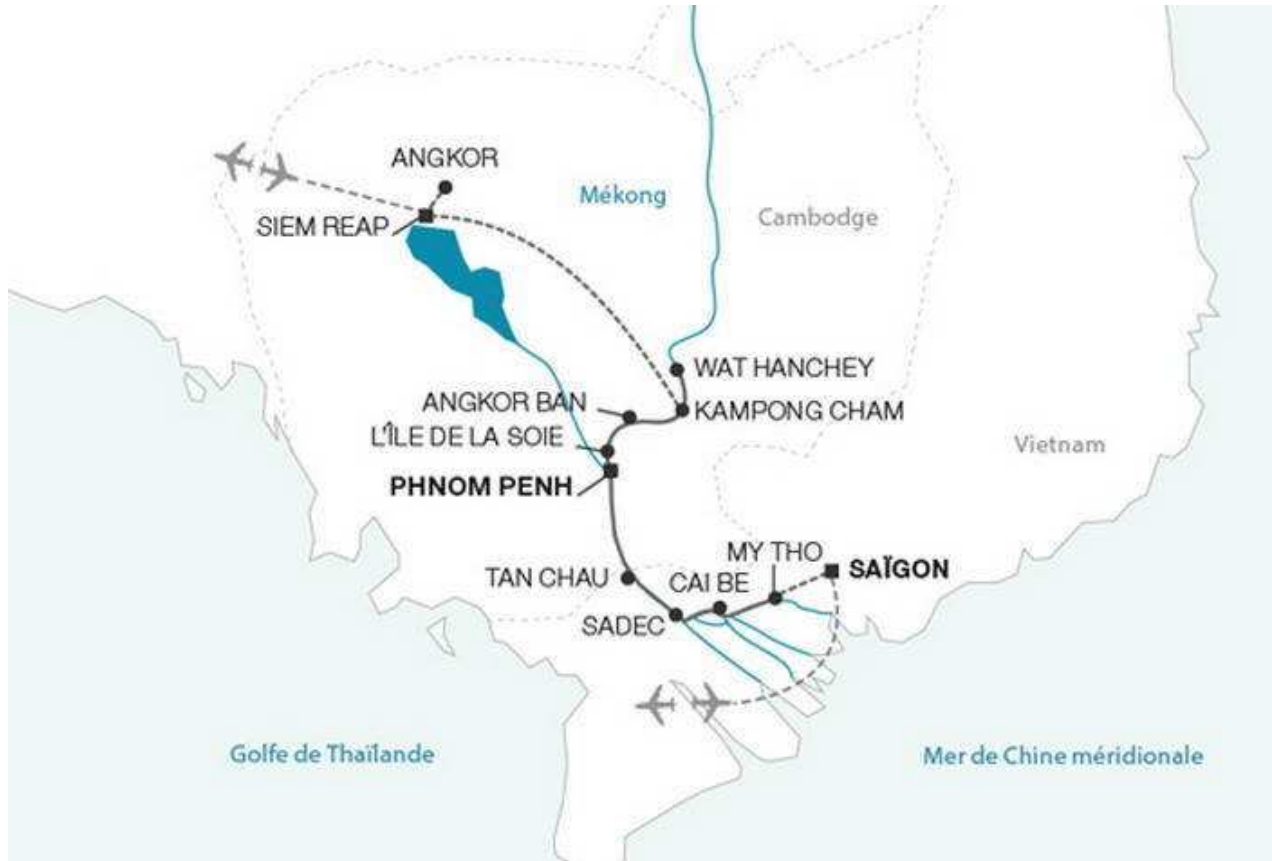 ANGKOR
Mékong
Cambodge
SIEM REAP
WAT HANCHEY
ANGKOR BAN
KAMPONG CHAM
L'ÎLE DE LA SOIE
Vietnam
PHNOM PENH
MY THO
SAÏGON
TAN CHAU
CAI BE
SADEC
Golfe de Thaïlande
Mer de Chine méridionale